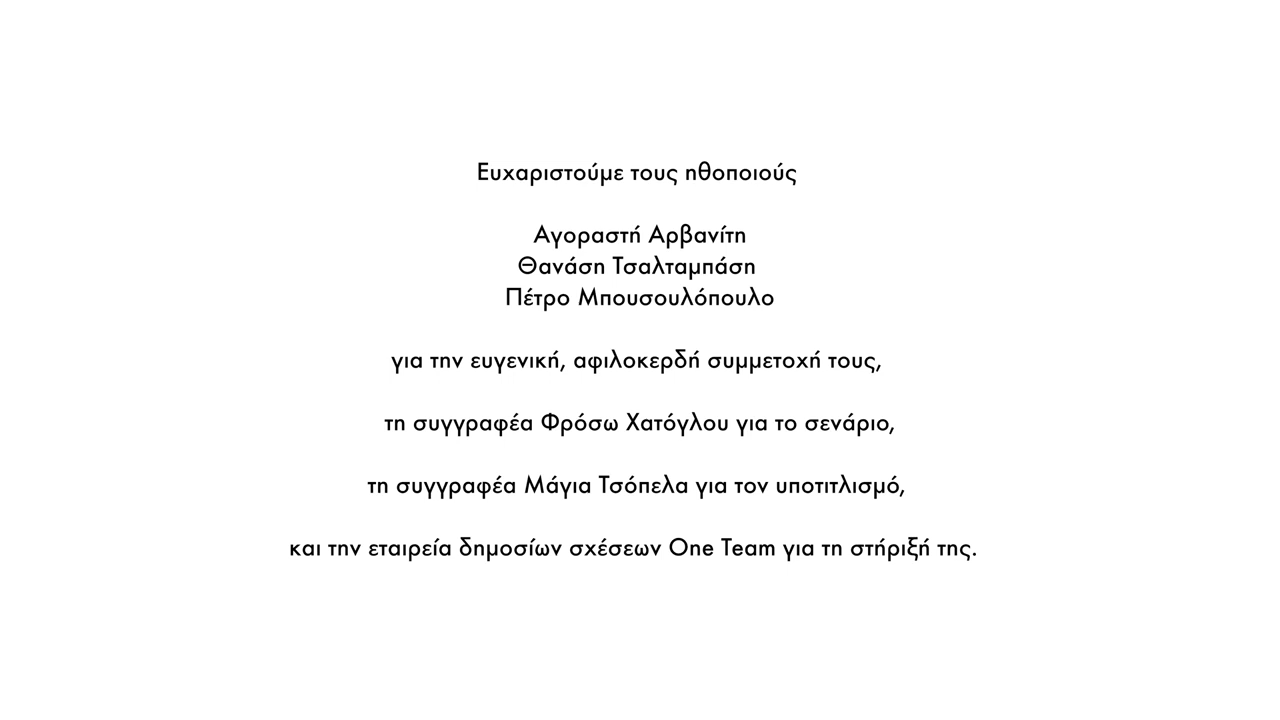 Ευχαριστούμε τους ηθοποιούς
Αγοραστή Αρβανίτη
Θανάση Τσαλταμπάση
Πέτρο Μπουσουλόπουλο
για την ευγενική, αφιλοκερδή συμμετοχή τους,
τη συγγραφέα Φρόσω Χατόγλου για το σενάριο,
τη συγγραφέα Μάγια Τσόπελα για τον υποτιτλισμό,
και την εταιρεία δημοσίων σχέσεων One Team για τη στήριξή της.